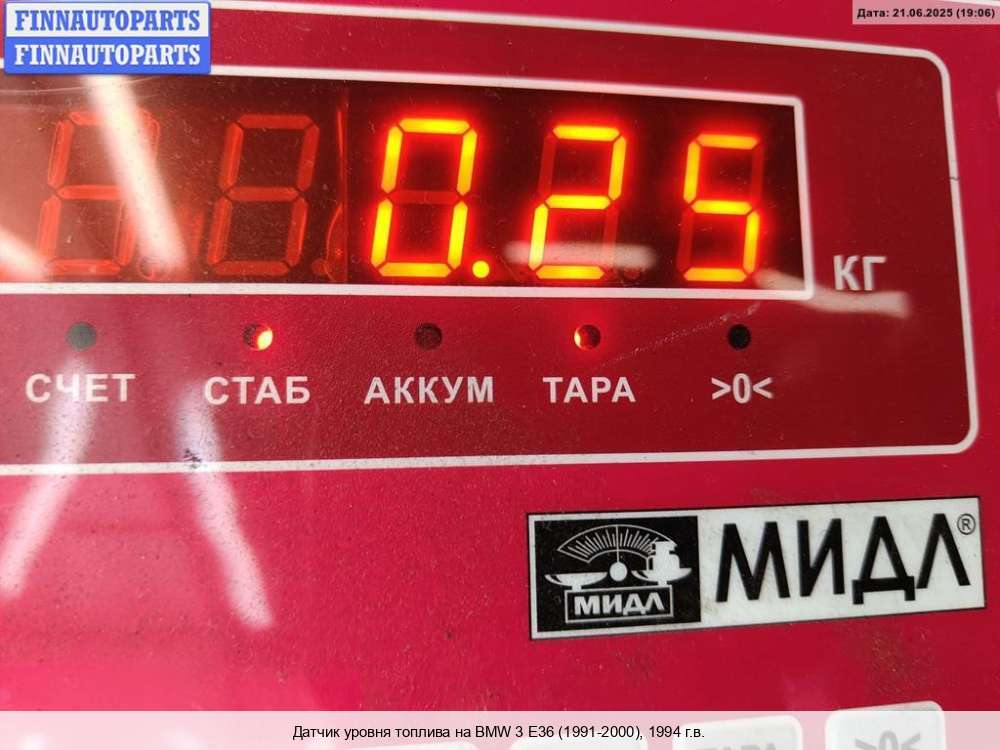 FINNAUTOPARTS
FINNAUTOPARTS
Дата: 21.06.2025 (19:06)
0.25
КГ
СЧЕТ СТАБ АККУМ ТАРА >0<
МИДЛ
МИДЛ®
>0<
Датчик уровня топлива на BMW 3 E36 (1991-2000), 1994 г.в.